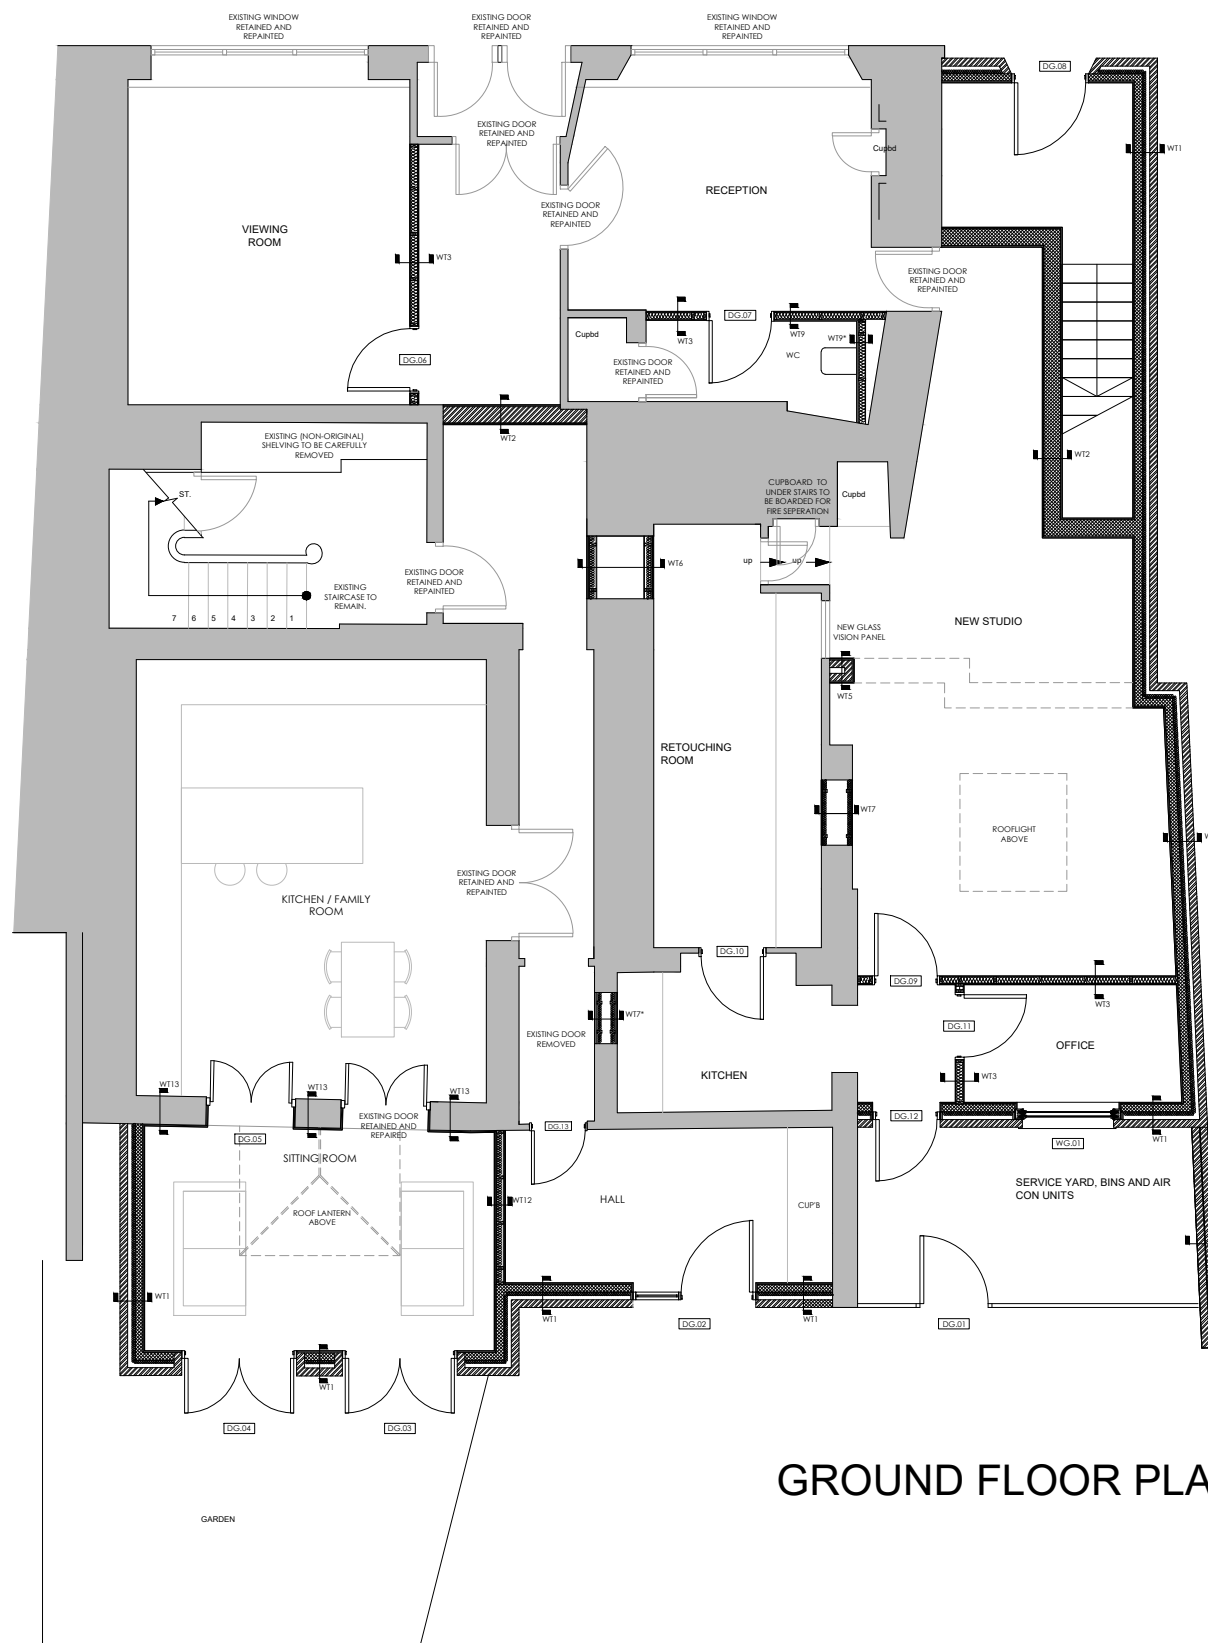 EXISTING WINDOW
RETAINED AND
REPAINTED
EXISTING DOOR
RETAINED AND
REPAINTED
EXISTING WINDOW
RETAINED AND
REPAINTED
DG.08
EXISTING DOOR
RETAINED AND
REPAINTED
Cupbd
WT1
RECEPTION
VIEWING
ROOM
EXISTING DOOR
RETAINED AND
REPAINTED
WT3
EXISTING DOOR
RETAINED AND
REPAINTED
DG.07
Cupbd
WT3
WT9
WT9*
WC
DG.06
EXISTING DOOR
RETAINED AND
REPAINTED
EXISTING (NON-ORIGINAL)
SHELVING TO BE CAREFULLY
REMOVED
WT2
WT2
ST.
CUPBOARD TO
UNDER STAIRS TO
BE BOARDED FOR
FIRE SEPERATION
Cupbd
up
up
WT6
EXISTING DOOR
RETAINED AND
REPAINTED
EXISTING
STAIRCASE TO
REMAIN.
7
6
5
4
3
2
1
NEW GLASS
VISION PANEL
NEW STUDIO
WT5
RETOUCHING
ROOM
WT7
ROOFLIGHT
ABOVE
W
EXISTING DOOR
RETAINED AND
REPAINTED
KITCHEN / FAMILY
ROOM
DG.10
DG.09
WT3
WT7*
EXISTING DOOR
REMOVED
DG.11
OFFICE
KITCHEN
WT3
WT13
WT13
WT13
EXISTING DOOR
RETAINED AND
REPAIRED
DG.05
DG.13
DG.12
WG.01
WT1
SITTING ROOM
SERVICE YARD, BINS AND AIR
CON UNITS
HALL
CUP'B
WT12
ROOF LANTERN
ABOVE
WT1
WT1
WT1
DG.02
DG.01
WT1
DG.04
DG.03
GROUND FLOOR PLA
GARDEN